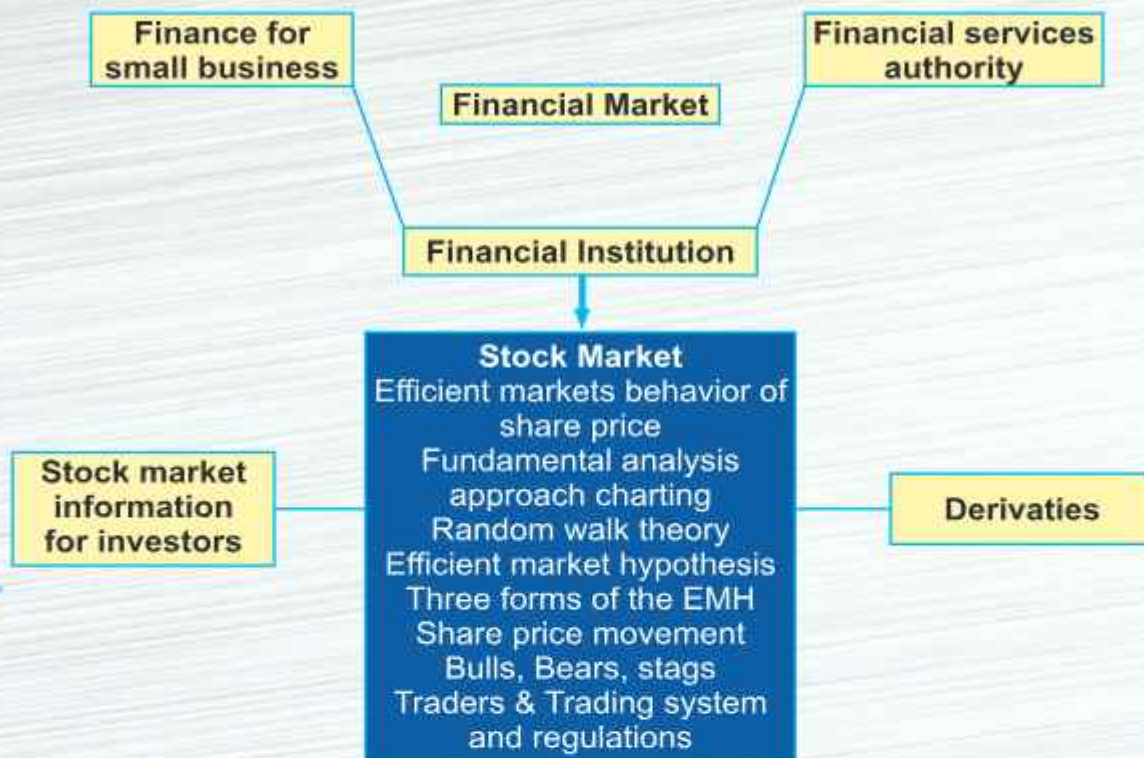 Finance for
small business
Financial services
authority
Financial Market
Financial Institution
Stock Market
Efficient markets behavior of
share price
Fundamental analysis
approach charting
Random walk theory
Efficient market hypothesis
Three forms of the EMH
Share price movement
Bulls, Bears, stags
Traders & Trading system
and regulations
Stock market
information
for investors
Derivaties